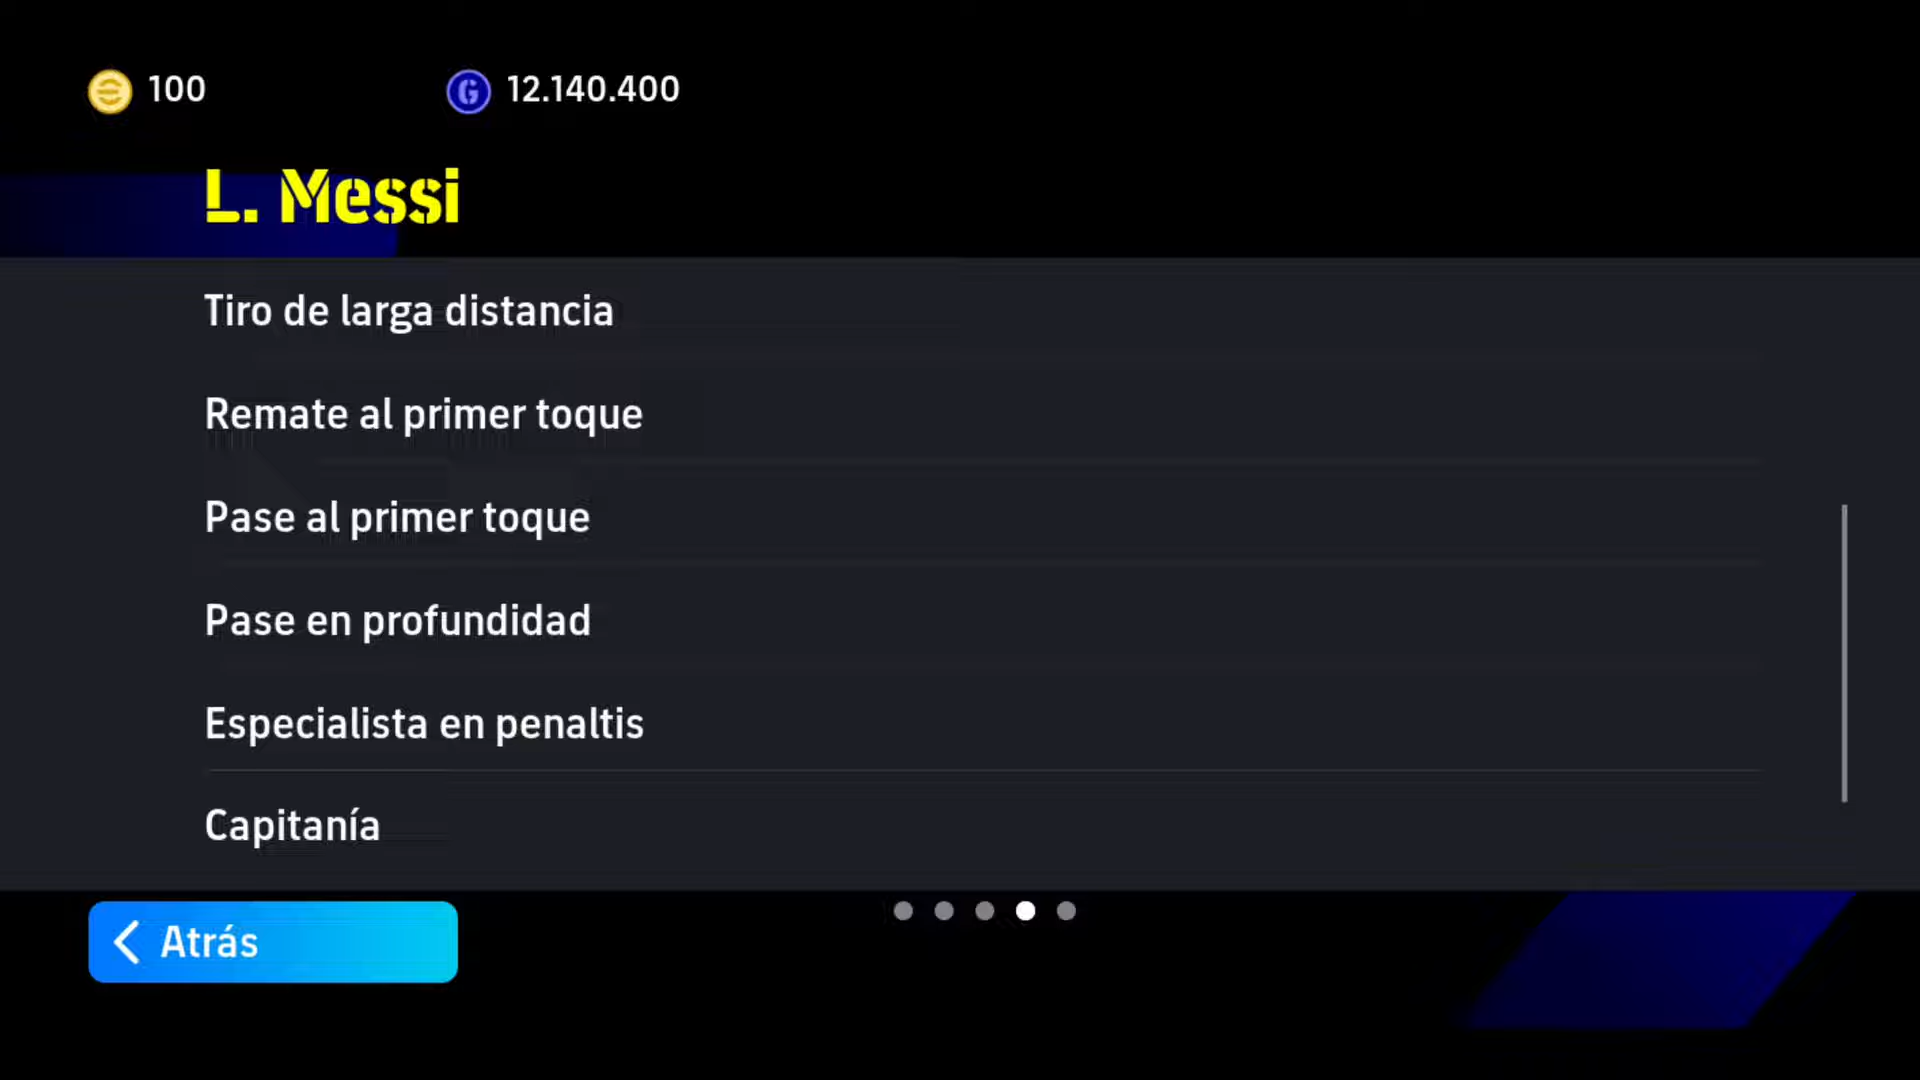 100
12.140.400
L. Messi
Tiro de larga distancia
Remate al primer toque
Pase al primer toque
Pase en profundidad
Especialista en penaltis
Capitanía
Atrás